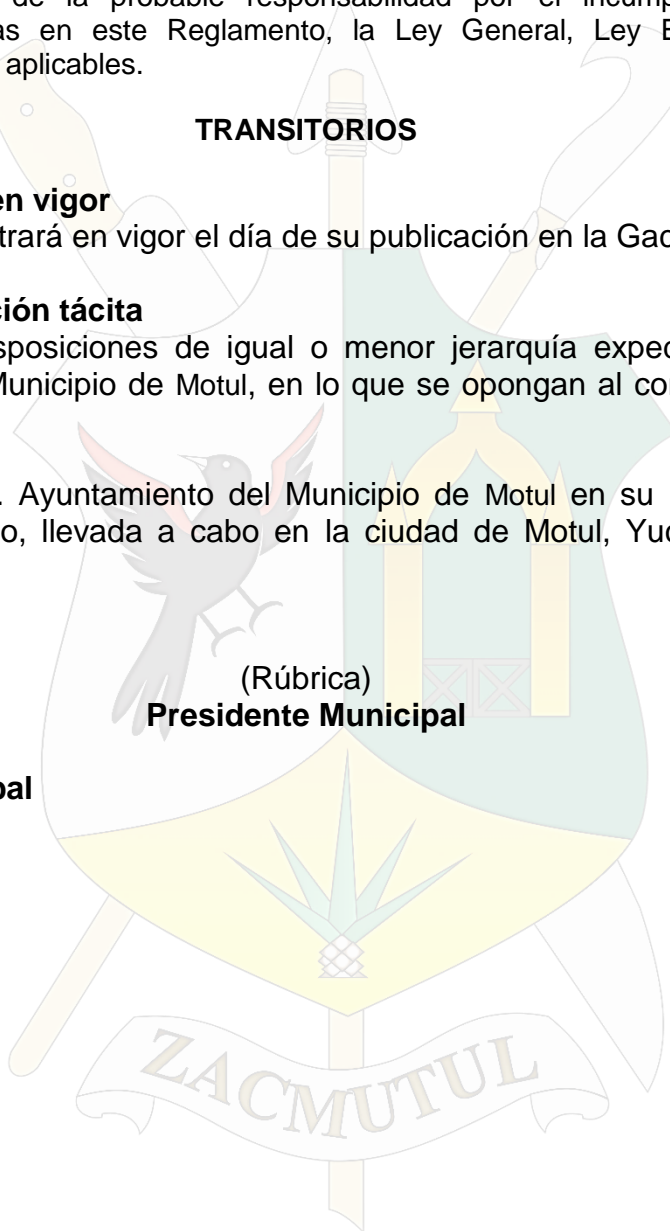 de la probable responsabilidad por el incump
as en este Reglamento, la Ley General, Ley E
aplicables.
TRANSITORIOS
en vigor
trará en vigor el día de su publicación en la Gac
ción tácita
sposiciones de igual o menor jerarquía exped
Municipio de Motul, en lo que se opongan al con
. Ayuntamiento del Municipio de Motul en su
o, llevada a cabo en la ciudad de Motul, Yuc
(Rúbrica)
Presidente Municipal
pal
ZACMUTUL